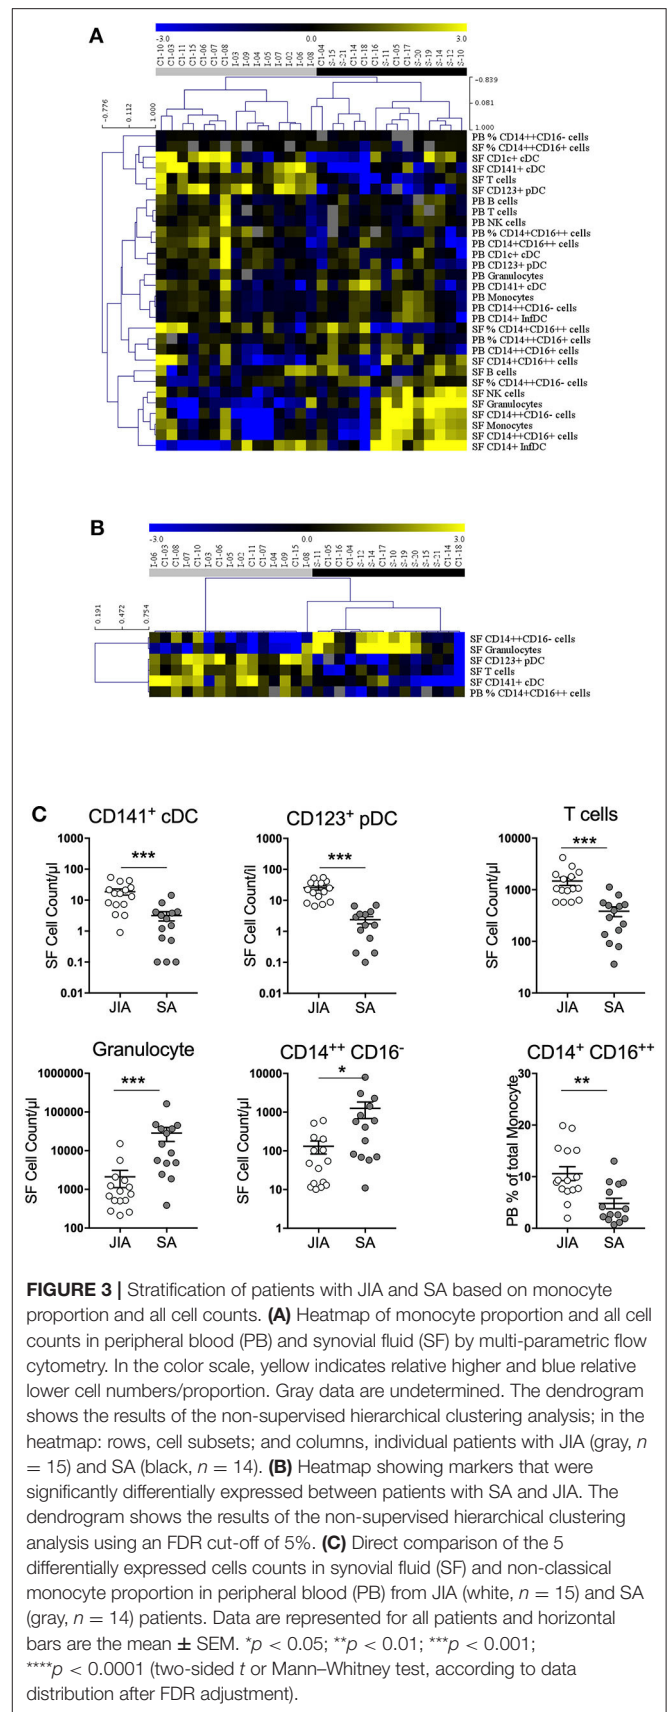 A
-3.0
0.0
3.0
C1-10
C1-03
C1-11
C1-15
C1-06
C1-07
C1-08
I-03
I-09
I-04
I-05
I-07
I-02
I-06
I-08
C1-04
S-15
S-21
C1-14
C1-18
C1-16
S-11
C1-05
C1-17
S-20
S-19
S-14
S-12
S-10
-0.776
0.112
1.000
-0.839
0.081
1.000
PB % CD14++CD16- cells
SF % CD14++CD16+ cells
SF CD1c+ cDC
SF CD141+ cDC
SF T cells
SF CD123+ pDC
PB B cells
PB T cells
PB NK cells
PB % CD14+CD16++ cells
PB CD14+CD16++ cells
PB CD1c+ cDC
PB CD123+ pDC
PB Granulocytes
PB CD141+ cDC
PB Monocytes
PB CD14++CD16- cells
PB CD14+ InfDC
SF % CD14+CD16++ cells
PB % CD14++CD16+ cells
PB CD14++CD16+ cells
SF CD14+CD16++ cells
SF B cells
SF % CD14++CD16- cells
SF NK cells
SF Granulocytes
SF CD14++CD16- cells
SF Monocytes
SF CD14++CD16+ cells
SF CD14+ InfDC
B
-3.0
0.0
3.0
I-06
C1-03
C1-08
I-07
C1-10
I-03
C1-06
I-05
I-02
C1-11
C1-07
I-04
I-09
C1-15
I-08
S-11
C1-05
C1-16
C1-04
S-12
S-14
C1-17
S-10
S-19
S-20
S-15
S-21
C1-14
C1-18
0.191
0.472
0.754
SF CD14++CD16- cells
SF Granulocytes
SF CD123+ pDC
SF T cells
SF CD141+ cDC
PB % CD14+CD16++ cells
C
CD141⁺ cDC
SF Cell Count/µl
1000
100
10
1
0.1
0.01
***
JIA SA
CD123⁺ pDC
SF Cell Count/il
1000
100
10
1
0.1
0.01
***
JIA SA
T cells
SF Cell Count/µl
10000
1000
100
10
***
JIA SA
Granulocyte
SF Cell Count/µl
1000000
100000
10000
1000
100
***
JIA SA
CD14⁺⁺ CD16⁻
SF Cell Count/µl
10000
1000
100
10
1
*
JIA SA
CD14⁺ CD16⁺⁺
PB % of total Monocyte
30
20
10
0
**
JIA SA
FIGURE 3 | Stratification of patients with JIA and SA based on monocyte
proportion and all cell counts. (A) Heatmap of monocyte proportion and all cell
counts in peripheral blood (PB) and synovial fluid (SF) by multi-parametric flow
cytometry. In the color scale, yellow indicates relative higher and blue relative
lower cell numbers/proportion. Gray data are undetermined. The dendrogram
shows the results of the non-supervised hierarchical clustering analysis; in the
heatmap: rows, cell subsets; and columns, individual patients with JIA (gray, n
= 15) and SA (black, n = 14). (B) Heatmap showing markers that were
significantly differentially expressed between patients with SA and JIA. The
dendrogram shows the results of the non-supervised hierarchical clustering
analysis using an FDR cut-off of 5%. (C) Direct comparison of the 5
differentially expressed cells counts in synovial fluid (SF) and non-classical
monocyte proportion in peripheral blood (PB) from JIA (white, n = 15) and SA
(gray, n = 14) patients. Data are represented for all patients and horizontal
bars are the mean ± SEM. *p < 0.05; **p < 0.01; ***p < 0.001;
****p < 0.0001 (two-sided t or Mann–Whitney test, according to data
distribution after FDR adjustment).